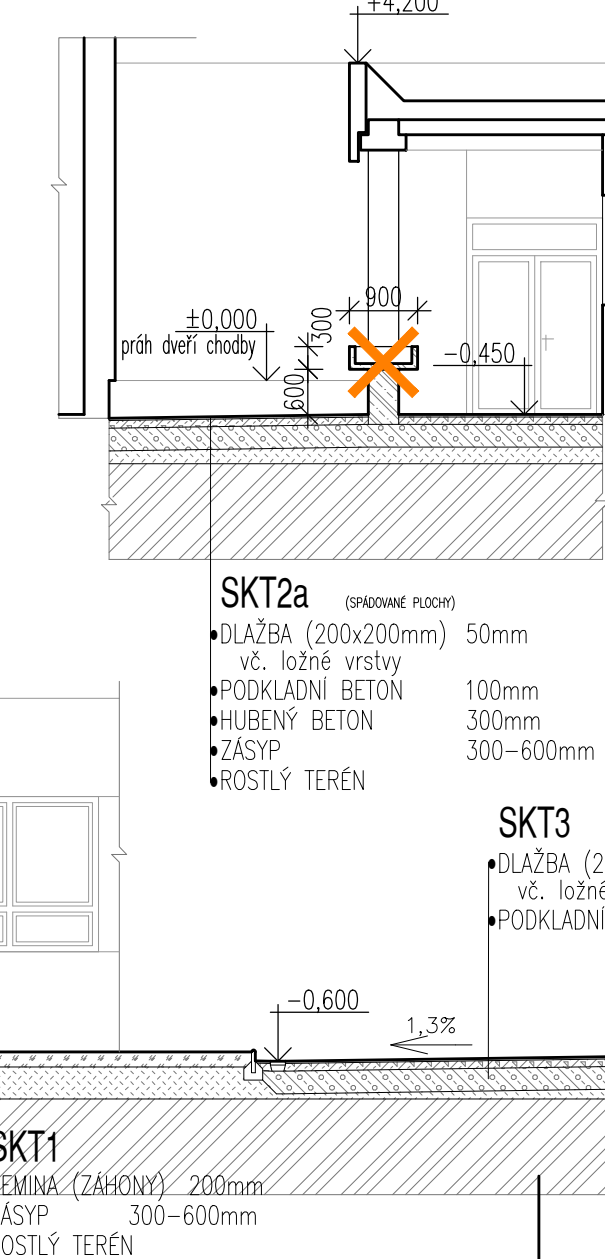 +4,200
900
±0,000
300
práh dveří chodby
-0,450
600
SKT2a (SPÁDOVANÉ PLOCHY)
DLAŽBA (200x200mm) 50mm
vč. ložné vrstvy
PODKLADNÍ BETON 100mm
HUBENÝ BETON 300mm
ZÁSYP 300-600mm
ROSTLÝ TERÉN
SKT3
DLAŽBA (2
vč. ložné
PODKLADNÍ
-0,600
1,3%
SKT1
EMINA (ZÁHONY) 200mm
ÁSYP 300-600mm
OSTLÝ TERÉN